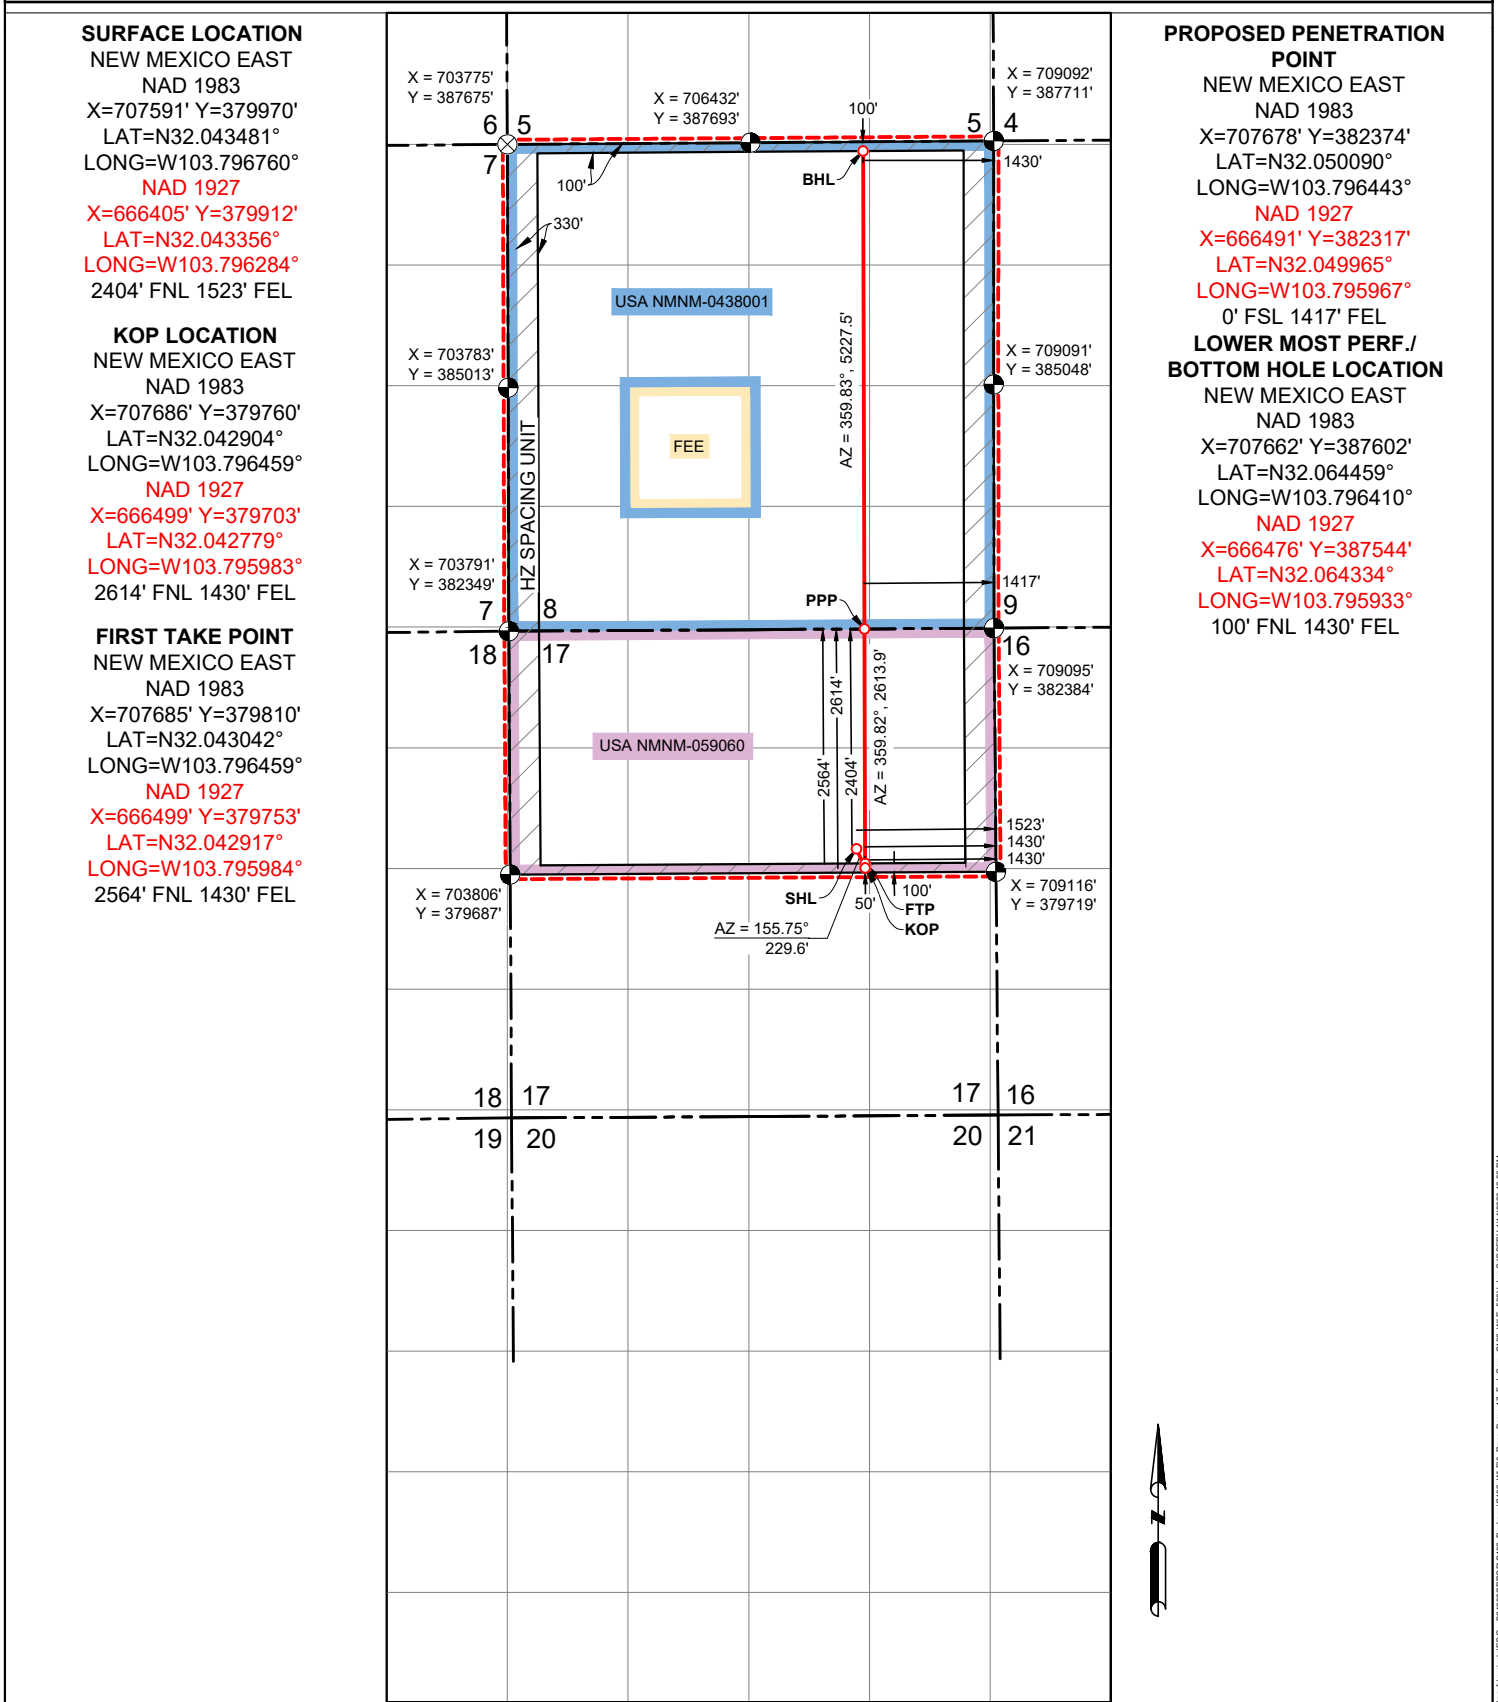 SURFACE LOCATION
NEW MEXICO EAST
NAD 1983
X=707591' Y=379970'
LAT=N32.043481°
LONG=W103.796760°
NAD 1927
X=666405' Y=379912'
LAT=N32.043356°
LONG=W103.796284°
2404' FNL 1523' FEL
KOP LOCATION
NEW MEXICO EAST
NAD 1983
X=707686' Y=379760'
LAT=N32.042904°
LONG=W103.796459°
NAD 1927
X=666499' Y=379703'
LAT=N32.042779°
LONG=W103.795983°
2614' FNL 1430' FEL
FIRST TAKE POINT
NEW MEXICO EAST
NAD 1983
X=707685' Y=379810'
LAT=N32.043042°
LONG=W103.796459°
NAD 1927
X=666499' Y=379753'
LAT=N32.042917°
LONG=W103.795984°
2564' FNL 1430' FEL
X = 703775'
Y = 387675'
X = 706432'
Y = 387693'
100'
X = 709092'
Y = 387711'
6 5
5 4
7
1430'
BHL
100'
330'
USA NMNM-0438001
AZ = 359.83°, 5227.5'
X = 703783'
Y = 385013'
X = 709091'
Y = 385048'
FEE
HZ SPACING UNIT
X = 703791'
Y = 382349'
1417'
PPP
7 8
9
18 17
16
X = 709095'
Y = 382384'
2564'
2614'
2404'
AZ = 359.82°, 2613.9'
USA NMNM-059060
1523'
1430'
1430'
X = 703806'
Y = 379687'
SHL
50'
100'
FTP
KOP
X = 709116'
Y = 379719'
AZ = 155.75°
229.6'
18 17
17 16
19 20
20 21
PROPOSED PENETRATION
POINT
NEW MEXICO EAST
NAD 1983
X=707678' Y=382374'
LAT=N32.050090°
LONG=W103.796443°
NAD 1927
X=666491' Y=382317'
LAT=N32.049965°
LONG=W103.795967°
0' FSL 1417' FEL
LOWER MOST PERF./
BOTTOM HOLE LOCATION
NEW MEXICO EAST
NAD 1983
X=707662' Y=387602'
LAT=N32.064459°
LONG=W103.796410°
NAD 1927
X=666476' Y=387544'
LAT=N32.064334°
LONG=W103.795933°
100' FNL 1430' FEL